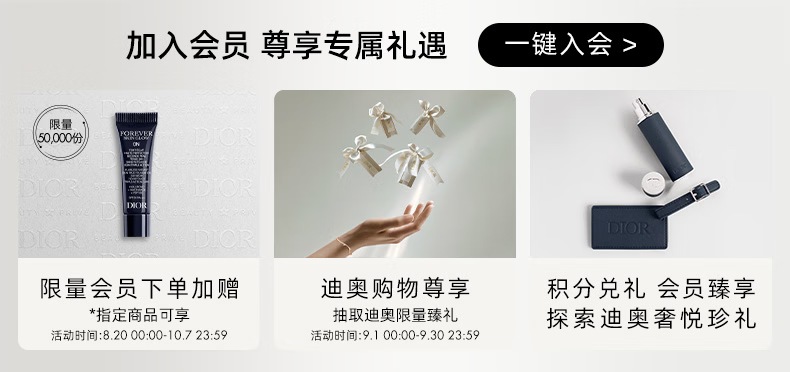 加入会员 尊享专属礼遇
一键入会 >
限量
50,000份
FOREVER
SKIN GLOW
0N
DIOR
DIOR
限量会员下单加赠
*指定商品可享
活动时间:8.20 00:00-10.7 23:59
迪奥购物尊享
抽取迪奥限量臻礼
活动时间:9.1 00:00-9.30 23:59
积分兑礼 会员臻享
探索迪奥奢悦珍礼